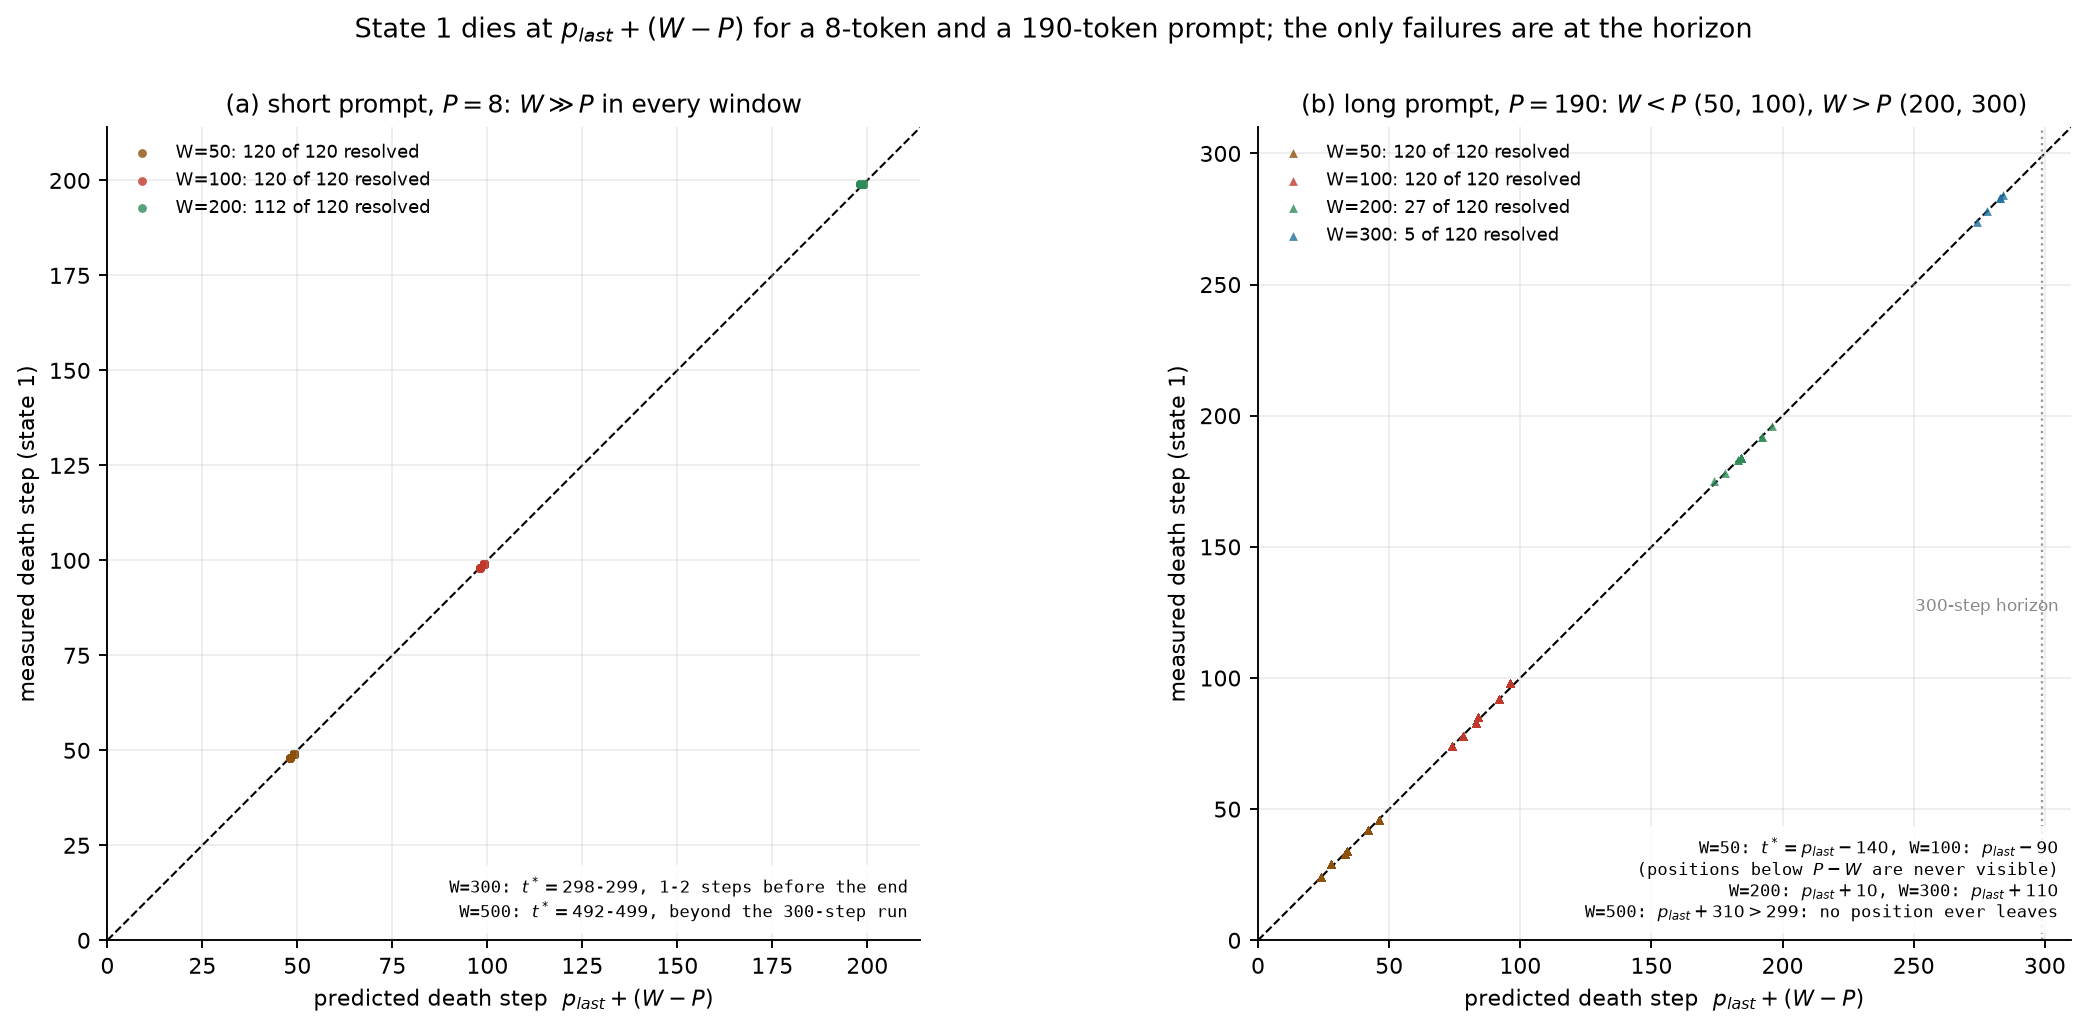 State 1 dies at p_last + (W − P) for a 8-token and a 190-token prompt; the only failures are at the horizon
(a) short prompt, P = 8: W ≫ P in every window
W=50: 120 of 120 resolved
W=100: 120 of 120 resolved
W=200: 112 of 120 resolved
measured death step (state 1)
200
175
150
125
100
75
50
25
0
W=300: t* = 298-299, 1-2 steps before the end
W=500: t* = 492-499, beyond the 300-step run
0 25 50 75 100 125 150 175 200
predicted death step p_last + (W − P)
(b) long prompt, P = 190: W < P (50, 100), W > P (200, 300)
W=50: 120 of 120 resolved
W=100: 120 of 120 resolved
W=200: 27 of 120 resolved
W=300: 5 of 120 resolved
measured death step (state 1)
300
250
200
150
100
50
0
300-step horizon
W=50: t* = p_last − 140, W=100: p_last − 90
(positions below P − W are never visible)
W=200: p_last + 10, W=300: p_last + 110
W=500: p_last + 310 > 299: no position ever leaves
0 50 100 150 200 250 300
predicted death step p_last + (W − P)